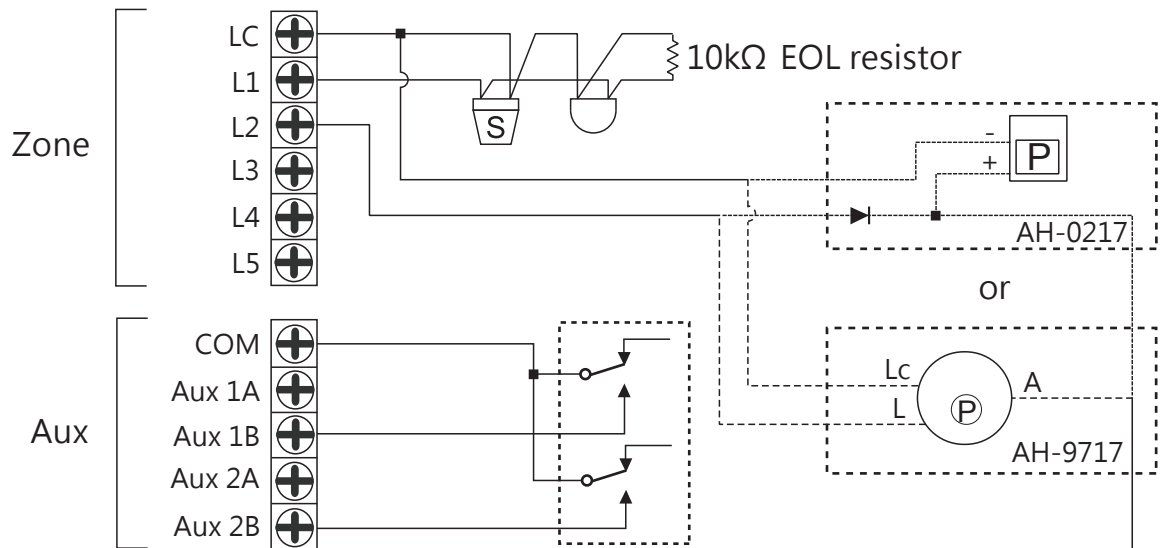 Zone
LC
L1
L2
L3
L4
L5
S
10kΩ EOL resistor
-
+
P
AH-0217
or
Aux
COM
Aux 1A
Aux 1B
Aux 2A
Aux 2B
Lc
L
P
A
AH-9717